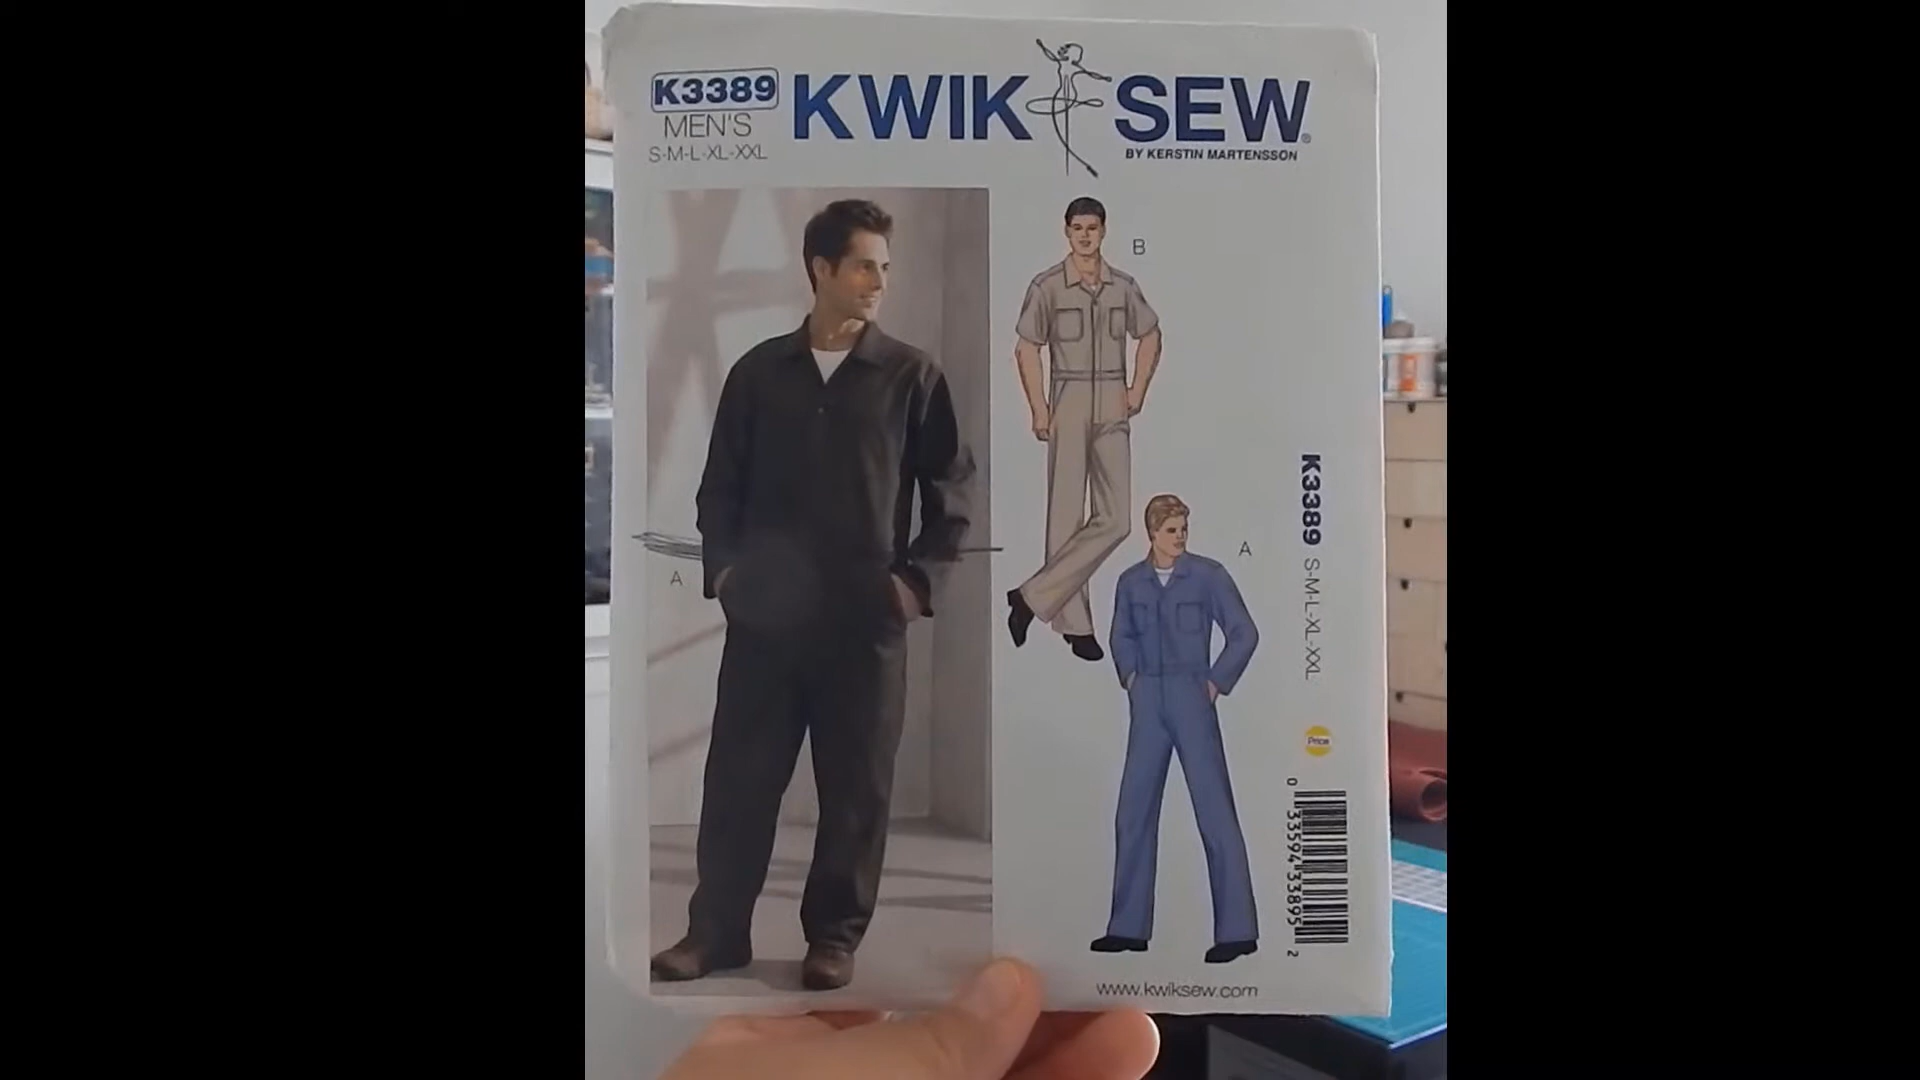 K3389
MEN'S
S-M-L-XL-XXL
KWIK SEW®
BY KERSTIN MARTENSSON
B
A
A
K3389 S-M-L-XL-XXL
Price
0 33594 33895 2
www.kwiksew.com